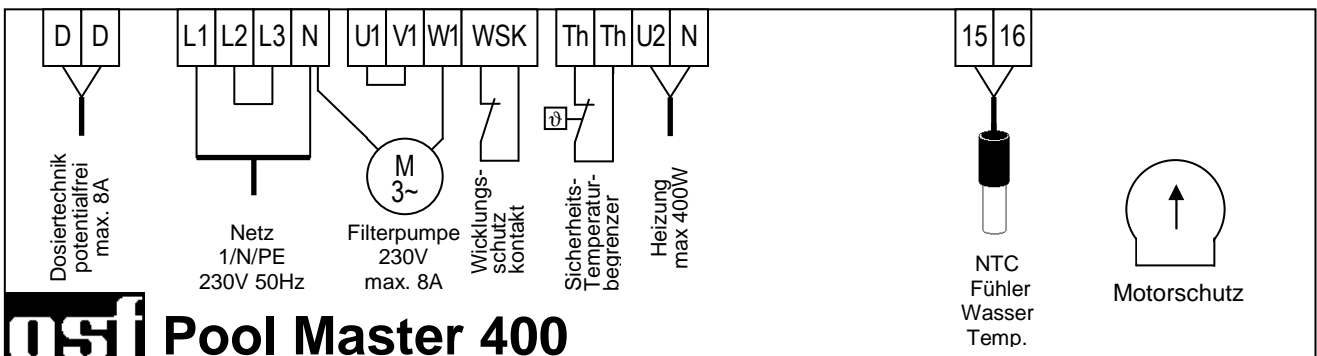 D D L1 L2 L3 N U1 V1 W1 WSK Th Th U2 N 15 16
ϑ
M
3~
Dosiertechnik
potentialfrei
max. 8A
Netz
1/N/PE
230V 50Hz
Filterpumpe
230V
max. 8A
Wicklungs-
schutz
kontakt
Sicherheits-
Temperatur-
begrenzer
Heizung
max 400W
NTC
Fühler
Wasser
Temp.
Motorschutz
osf Pool Master 400